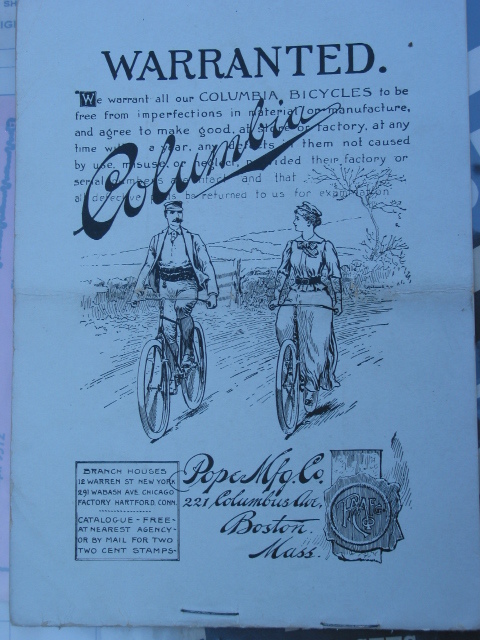 WARRANTED.
We warrant all our COLUMBIA BICYCLES to be
free from imperfections in material or manufacture,
and agree to make good, at store or factory, at any
time within a year, any defects in them not caused
by use, misuse, or neglect, provided their factory or
serial numbers are intact, and that
all defective be returned to us for examination
Columbia
BRANCH HOUSES
12 WARREN ST NEW YORK
291 WABASH AVE CHICAGO
FACTORY HARTFORD, CONN.
CATALOGUE - FREE -
AT NEAREST AGENCY -
OR BY MAIL FOR TWO
TWO CENT STAMPS -
Pope Mfg. Co.
221, Columbus Ave,
Boston
Mass.